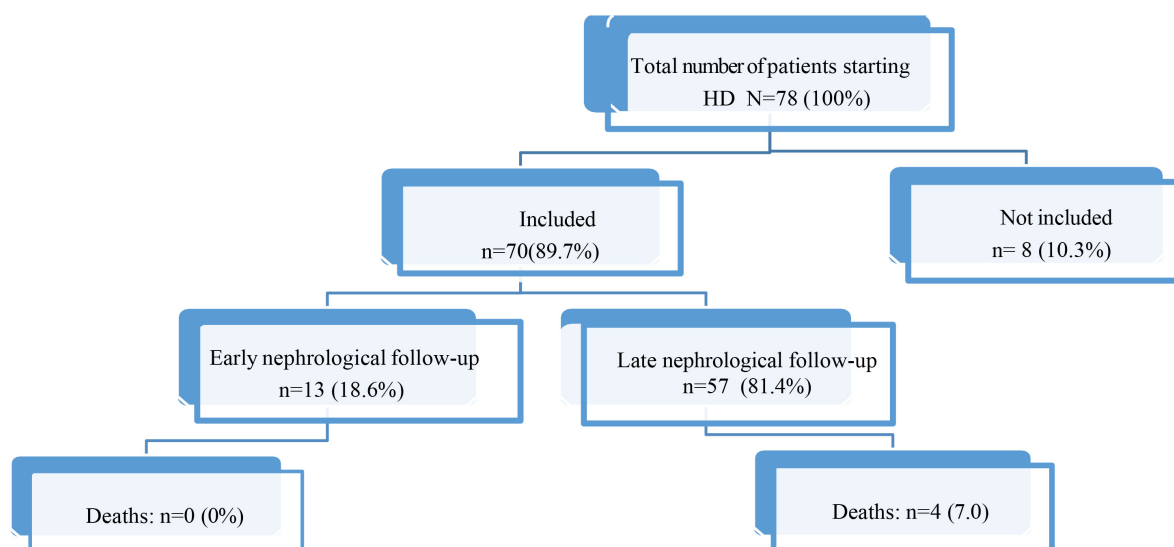 Total number of patients starting
HD N=78 (100%)
Included
n=70(89.7%)
Not included
n= 8 (10.3%)
Early nephrological follow-up
n=13 (18.6%)
Late nephrological follow-up
n=57 (81.4%)
Deaths: n=0 (0%)
Deaths: n=4 (7.0)